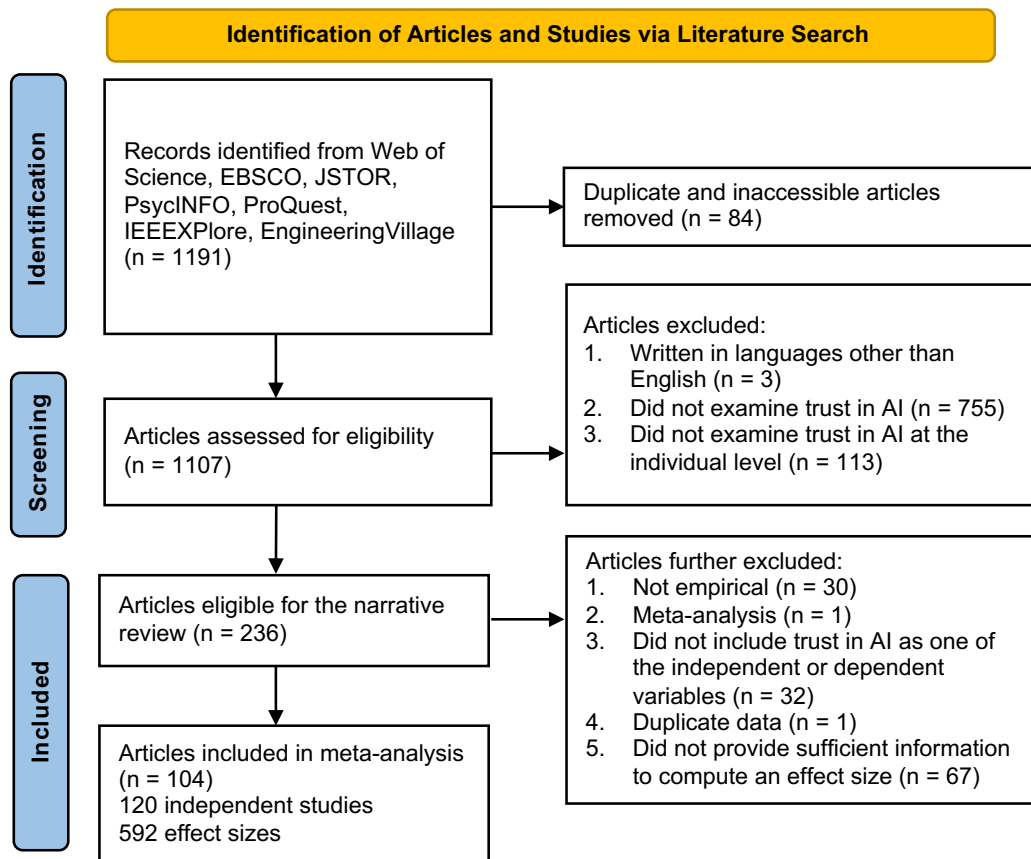 Identification of Articles and Studies via Literature Search
Identification
Records identified from Web of
Science, EBSCO, JSTOR,
PsycINFO, ProQuest,
IEEEXPlore, EngineeringVillage
(n = 1191)
Duplicate and inaccessible articles
removed (n = 84)
Screening
Articles assessed for eligibility
(n = 1107)
Articles excluded:
1. Written in languages other than
English (n = 3)
2. Did not examine trust in AI (n = 755)
3. Did not examine trust in AI at the
individual level (n = 113)
Included
Articles eligible for the narrative
review (n = 236)
Articles further excluded:
1. Not empirical (n = 30)
2. Meta-analysis (n = 1)
3. Did not include trust in AI as one of
the independent or dependent
variables (n = 32)
4. Duplicate data (n = 1)
5. Did not provide sufficient information
to compute an effect size (n = 67)
Articles included in meta-analysis
(n = 104)
120 independent studies
592 effect sizes